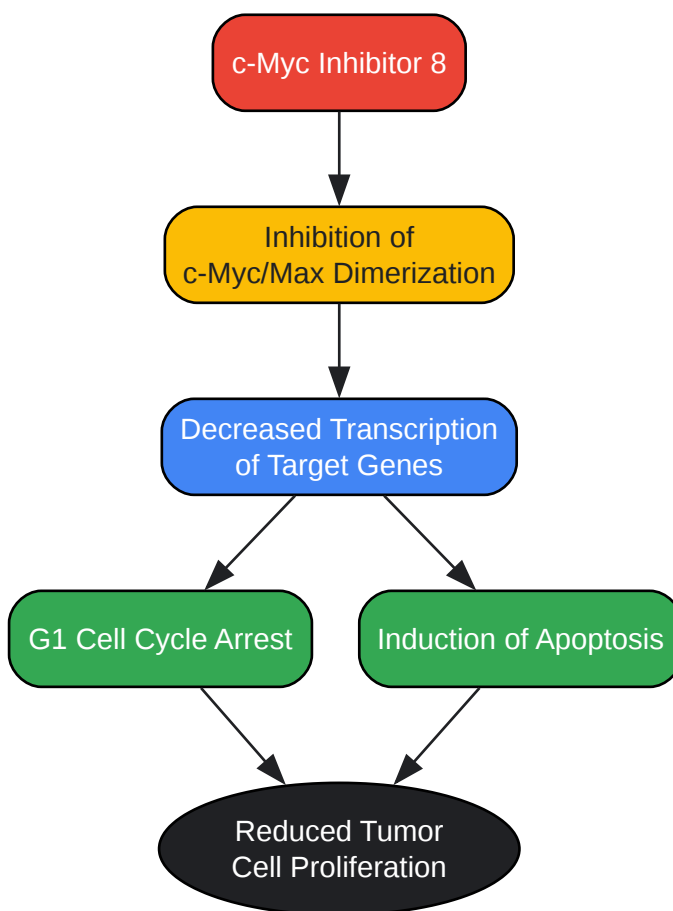 c-Myc Inhibitor 8
Inhibition of
c-Myc/Max Dimerization
Decreased Transcription
of Target Genes
G1 Cell Cycle Arrest
Induction of Apoptosis
Reduced Tumor
Cell Proliferation